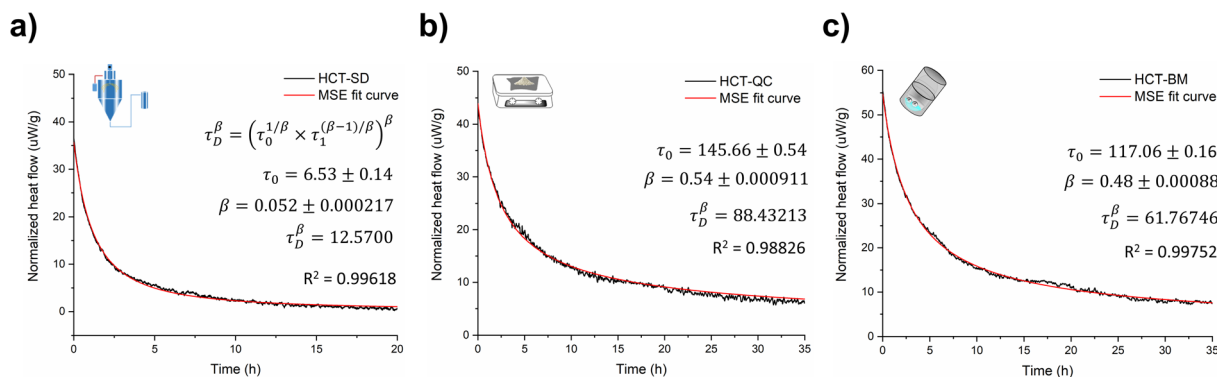 a)
50
40
30
20
10
0
0
5
10
15
20
Normalized heat flow (uW/g)
Time (h)
HCT-SD
MSE fit curve
τ_D^β = (τ_0^{1/β} × τ_1^{(β−1)/β})^β
τ_0 = 6.53 ± 0.14
β = 0.052 ± 0.000217
τ_D^β = 12.5700
R² = 0.99618
b)
50
40
30
20
10
0
0
5
10
15
20
25
30
35
Normalized heat flow (uW/g)
Time (h)
HCT-QC
MSE fit curve
τ_0 = 145.66 ± 0.54
β = 0.54 ± 0.000911
τ_D^β = 88.43213
R² = 0.98826
c)
60
50
40
30
20
10
0
0
5
10
15
20
25
30
35
Normalized heat flow (uW/g)
Time (h)
HCT-BM
MSE fit curve
τ_0 = 117.06 ± 0.16
β = 0.48 ± 0.00088
τ_D^β = 61.76746
R² = 0.99752